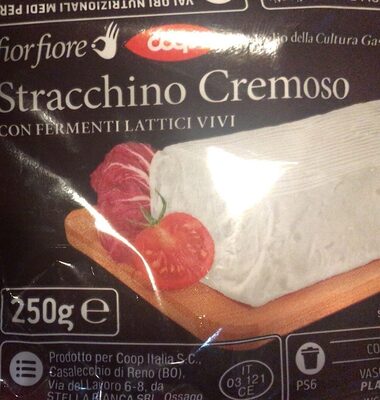 VALORI NUTRIZIONALI MEDI PER
fiorfiore coop della Cultura Ga
Stracchino Cremoso
CON FERMENTI LATTICI VIVI
250g e
Prodotto per Coop Italia S.C.,
Casalecchio di Reno (BO),
Via del Lavoro 6-8, da
STELLA BIANCA SRL, Ossago
IT
03 121
CE
PS6
CO
VAS
PLA